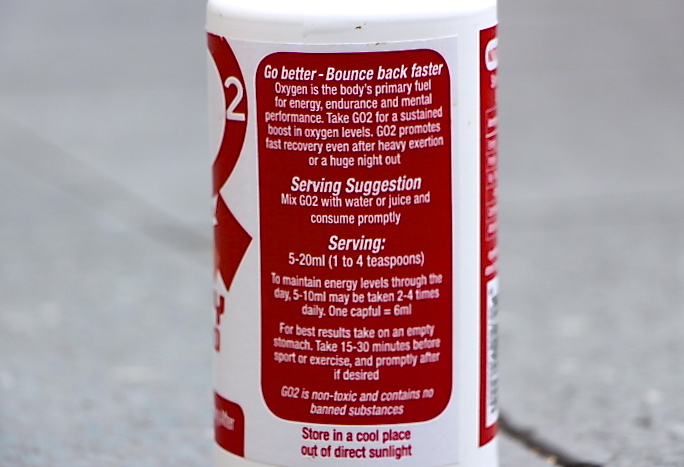 Go better - Bounce back faster
Oxygen is the body's primary fuel
for energy, endurance and mental
performance. Take GO2 for a sustained
boost in oxygen levels. GO2 promotes
fast recovery even after heavy exertion
or a huge night out
Serving Suggestion
Mix GO2 with water or juice and
consume promptly
Serving:
5-20ml (1 to 4 teaspoons)
To maintain energy levels through the
day, 5-10ml may be taken 2-4 times
daily. One capful = 6ml
For best results take on an empty
stomach. Take 15-30 minutes before
sport or exercise, and promptly after
if desired
GO2 is non-toxic and contains no
banned substances
Store in a cool place
out of direct sunlight
2